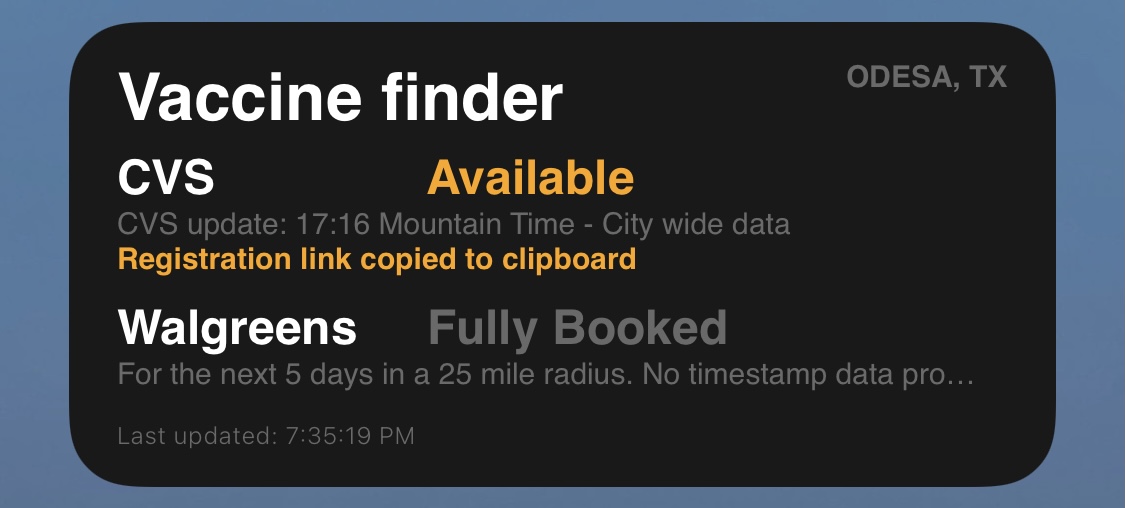 Vaccine finder
ODESA, TX
CVS Available
CVS update: 17:16 Mountain Time - City wide data
Registration link copied to clipboard
Walgreens Fully Booked
For the next 5 days in a 25 mile radius. No timestamp data pro...
Last updated: 7:35:19 PM